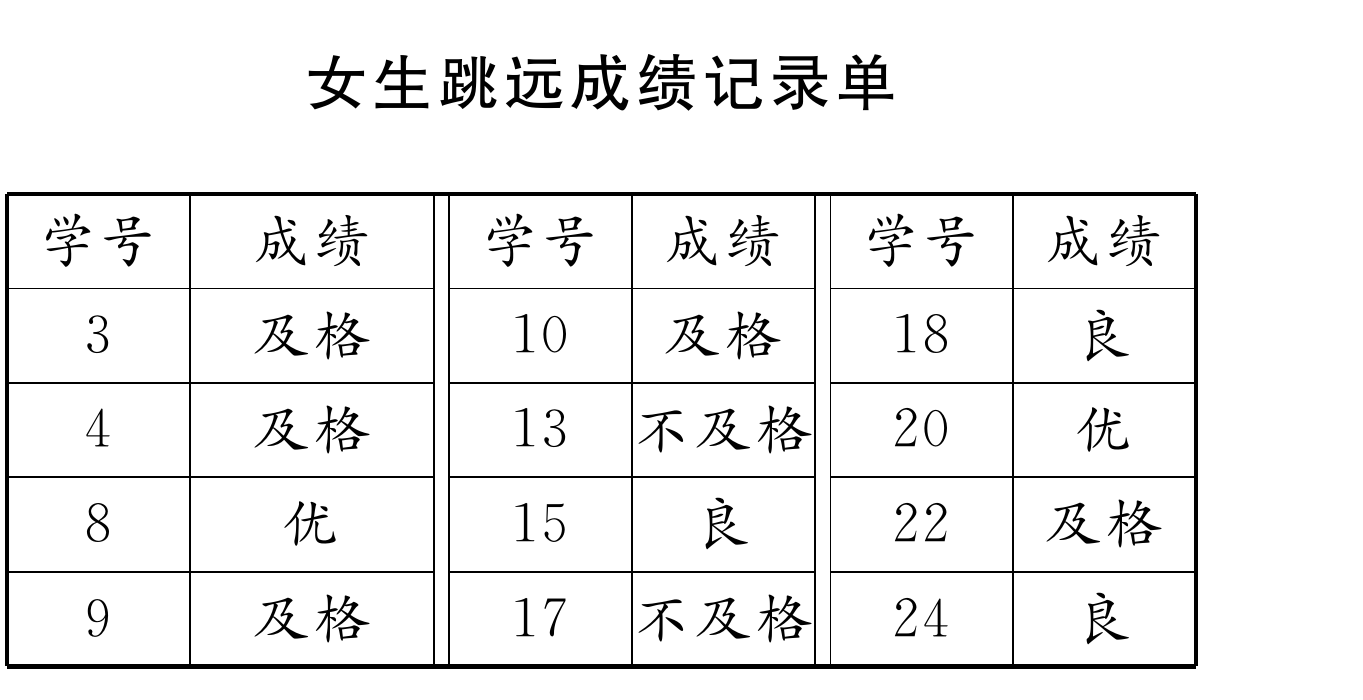 女生跳远成绩记录单
学号 成绩 学号 成绩 学号 成绩
3 及格 10 及格 18 良
4 及格 13 不及格 20 优
8 优 15 良 22 及格
9 及格 17 不及格 24 良